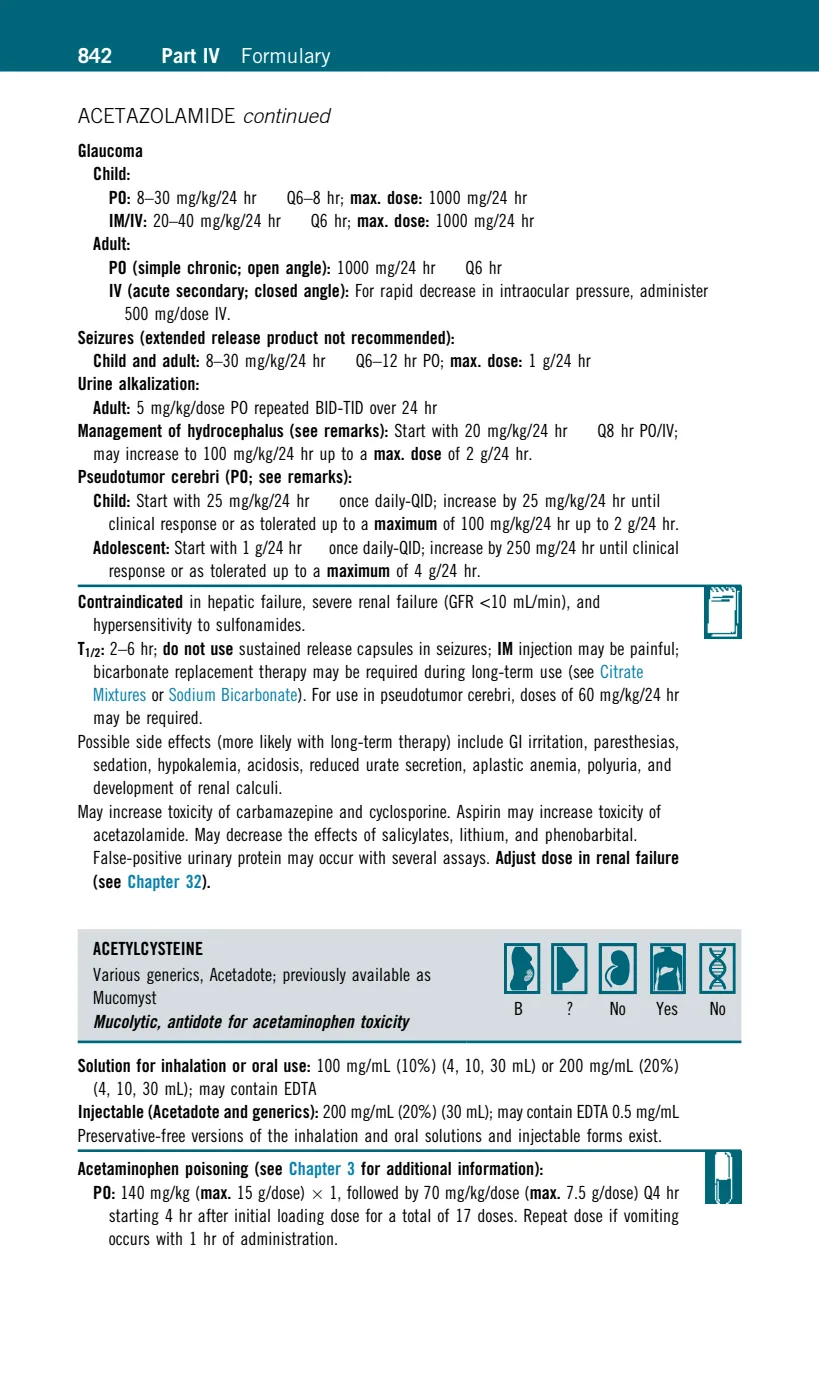 842 Part IV Formulary
ACETAZOLAMIDE continued
Glaucoma
Child:
PO: 8–30 mg/kg/24 hr Q6–8 hr; max. dose: 1000 mg/24 hr
IM/IV: 20–40 mg/kg/24 hr Q6 hr; max. dose: 1000 mg/24 hr
Adult:
PO (simple chronic; open angle): 1000 mg/24 hr Q6 hr
IV (acute secondary; closed angle): For rapid decrease in intraocular pressure, administer
500 mg/dose IV.
Seizures (extended release product not recommended):
Child and adult: 8–30 mg/kg/24 hr Q6–12 hr PO; max. dose: 1 g/24 hr
Urine alkalization:
Adult: 5 mg/kg/dose PO repeated BID-TID over 24 hr
Management of hydrocephalus (see remarks): Start with 20 mg/kg/24 hr Q8 hr PO/IV;
may increase to 100 mg/kg/24 hr up to a max. dose of 2 g/24 hr.
Pseudotumor cerebri (PO; see remarks):
Child: Start with 25 mg/kg/24 hr once daily-QID; increase by 25 mg/kg/24 hr until
clinical response or as tolerated up to a maximum of 100 mg/kg/24 hr up to 2 g/24 hr.
Adolescent: Start with 1 g/24 hr once daily-QID; increase by 250 mg/24 hr until clinical
response or as tolerated up to a maximum of 4 g/24 hr.
Contraindicated in hepatic failure, severe renal failure (GFR <10 mL/min), and
hypersensitivity to sulfonamides.
T1/2: 2–6 hr; do not use sustained release capsules in seizures; IM injection may be painful;
bicarbonate replacement therapy may be required during long-term use (see Citrate
Mixtures or Sodium Bicarbonate). For use in pseudotumor cerebri, doses of 60 mg/kg/24 hr
may be required.
Possible side effects (more likely with long-term therapy) include GI irritation, paresthesias,
sedation, hypokalemia, acidosis, reduced urate secretion, aplastic anemia, polyuria, and
development of renal calculi.
May increase toxicity of carbamazepine and cyclosporine. Aspirin may increase toxicity of
acetazolamide. May decrease the effects of salicylates, lithium, and phenobarbital.
False-positive urinary protein may occur with several assays. Adjust dose in renal failure
(see Chapter 32).
ACETYLCYSTEINE
Various generics, Acetadote; previously available as
Mucomyst
Mucolytic, antidote for acetaminophen toxicity
B ? No Yes No
Solution for inhalation or oral use: 100 mg/mL (10%) (4, 10, 30 mL) or 200 mg/mL (20%)
(4, 10, 30 mL); may contain EDTA
Injectable (Acetadote and generics): 200 mg/mL (20%) (30 mL); may contain EDTA 0.5 mg/mL
Preservative-free versions of the inhalation and oral solutions and injectable forms exist.
Acetaminophen poisoning (see Chapter 3 for additional information):
PO: 140 mg/kg (max. 15 g/dose) × 1, followed by 70 mg/kg/dose (max. 7.5 g/dose) Q4 hr
starting 4 hr after initial loading dose for a total of 17 doses. Repeat dose if vomiting
occurs with 1 hr of administration.